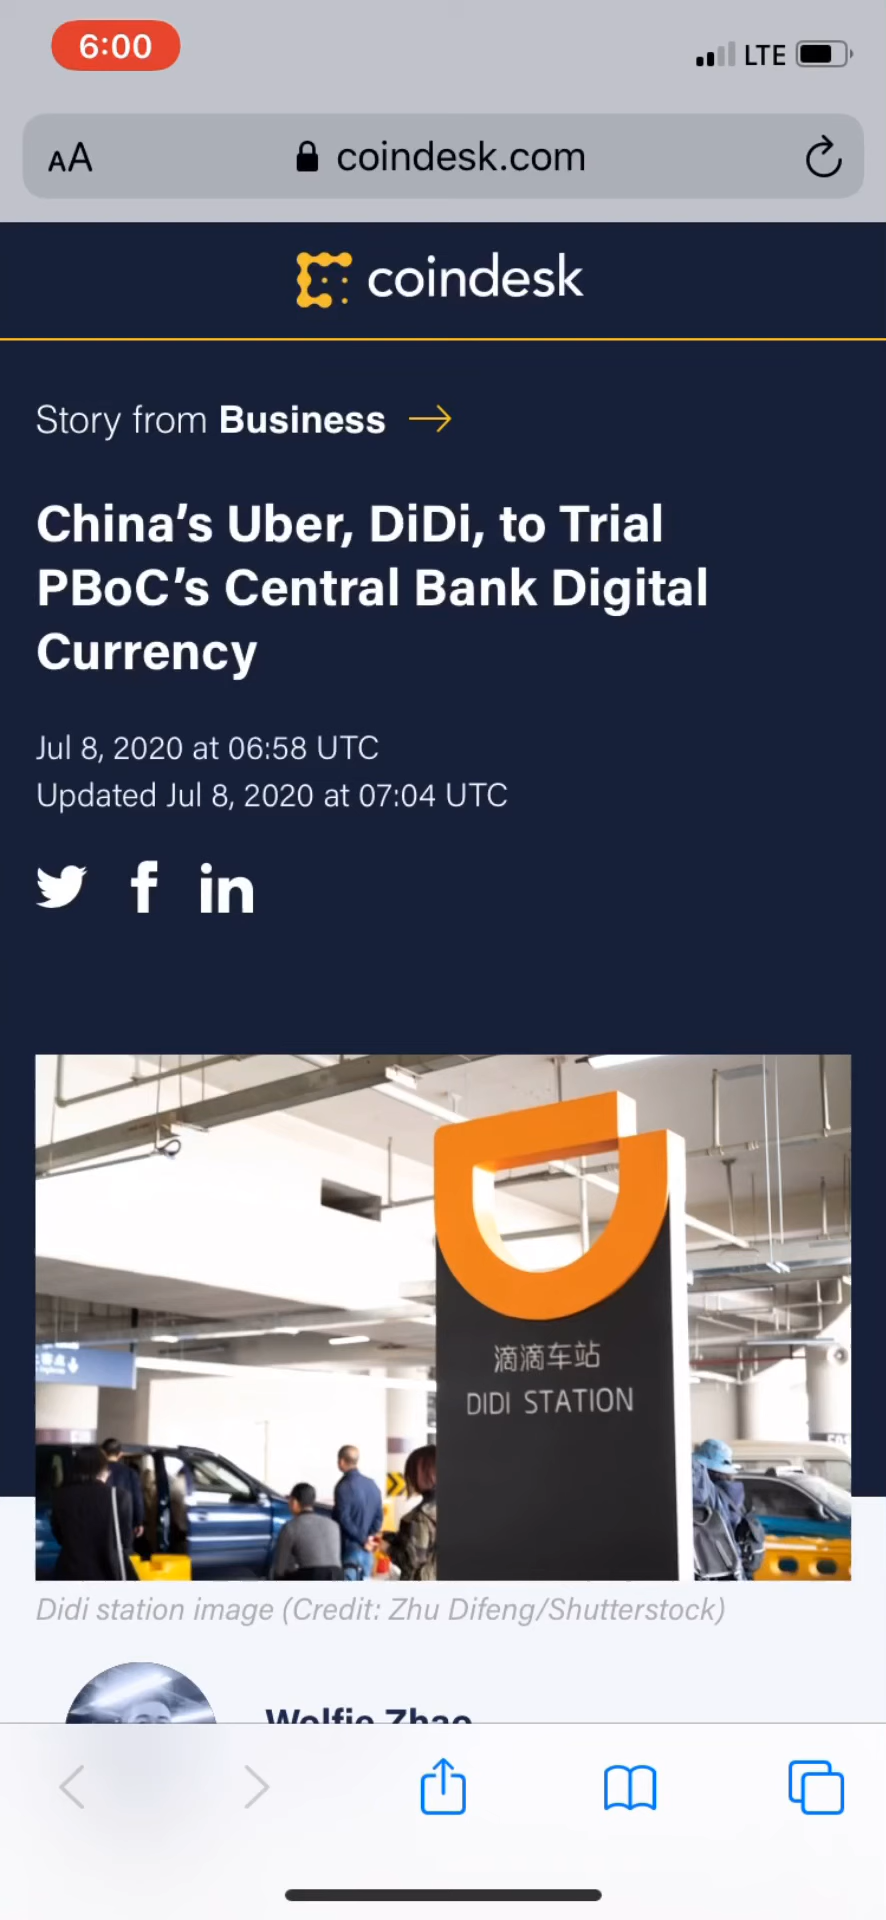 6:00
LTE
AA
coindesk.com
coindesk
Story from Business
China's Uber, DiDi, to Trial
PBoC's Central Bank Digital
Currency
Jul 8, 2020 at 06:58 UTC
Updated Jul 8, 2020 at 07:04 UTC
滴滴车站
DIDI STATION
Didi station image (Credit: Zhu Difeng/Shutterstock)
Wolfie Zhao